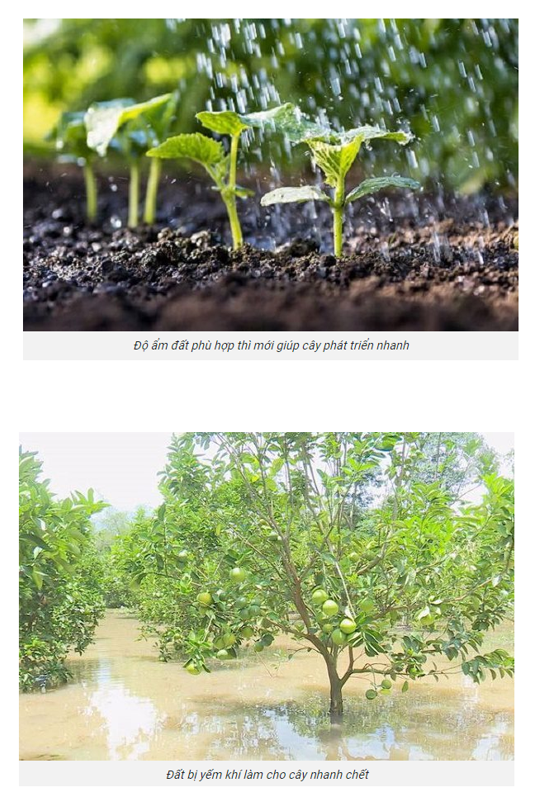 Độ ẩm đất phù hợp thì mới giúp cây phát triển nhanh
Đất bị yếm khí làm cho cây nhanh chết